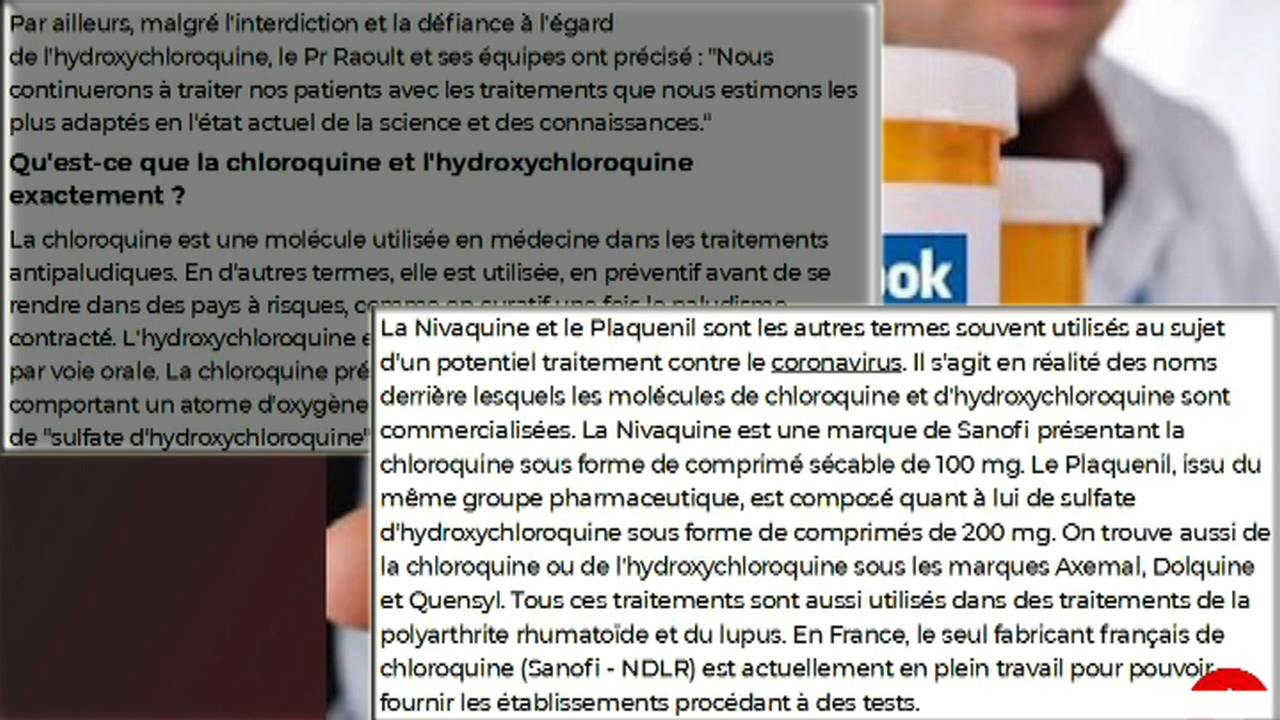 Par ailleurs, malgré l'interdiction et la défiance à l'égard
de l'hydroxychloroquine, le Pr Raoult et ses équipes ont précisé : "Nous
continuerons à traiter nos patients avec les traitements que nous estimons les
plus adaptés en l'état actuel de la science et des connaissances."
Qu'est-ce que la chloroquine et l'hydroxychloroquine
exactement ?
La chloroquine est une molécule utilisée en médecine dans les traitements
antipaludiques. En d'autres termes, elle est utilisée, en préventif avant de se
rendre dans des pays à risques, comme en curatif une fois le paludisme
contracté. L'hydroxychloroquine
par voie orale. La chloroquine
comportant un atome d'oxygène
de "sulfate d'hydroxychloroquine"
ok
La Nivaquine et le Plaquenil sont les autres termes souvent utilisés au sujet
d'un potentiel traitement contre le coronavirus. Il s'agit en réalité des noms
derrière lesquels les molécules de chloroquine et d'hydroxychloroquine sont
commercialisées. La Nivaquine est une marque de Sanofi présentant la
chloroquine sous forme de comprimé sécable de 100 mg. Le Plaquenil, issu du
même groupe pharmaceutique, est composé quant à lui de sulfate
d'hydroxychloroquine sous forme de comprimés de 200 mg. On trouve aussi de
la chloroquine ou de l'hydroxychloroquine sous les marques Axemal, Dolquine
et Quensyl. Tous ces traitements sont aussi utilisés dans des traitements de la
polyarthrite rhumatoïde et du lupus. En France, le seul fabricant français de
chloroquine (Sanofi - NDLR) est actuellement en plein travail pour pouvoir
fournir les établissements procédant à des tests.